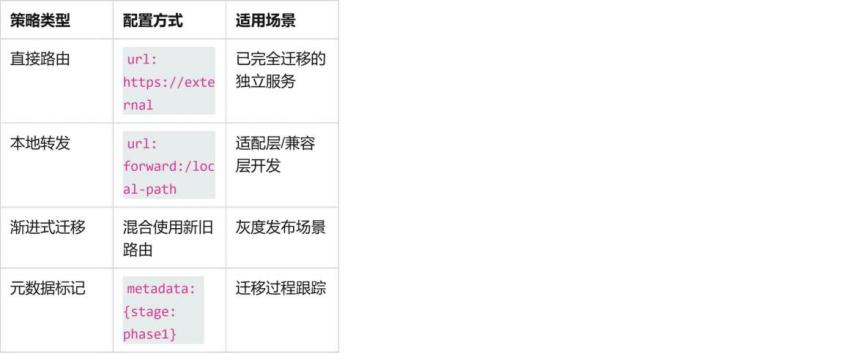 策略类型 配置方式 适用场景
直接路由 url: 已完全迁移的
https://exte 独立服务
rnal
本地转发 url: 适配层/兼容
forward:/loc 层开发
al-path
渐进式迁移 混合使用新旧 灰度发布场景
路由
元数据标记 metadata: 迁移过程跟踪
{stage:
phase1}